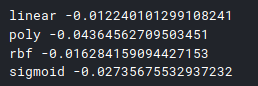 linear -0.012240101299108241
poly -0.04364562709503451
rbf -0.016284159094427153
sigmoid -0.02735675532937232